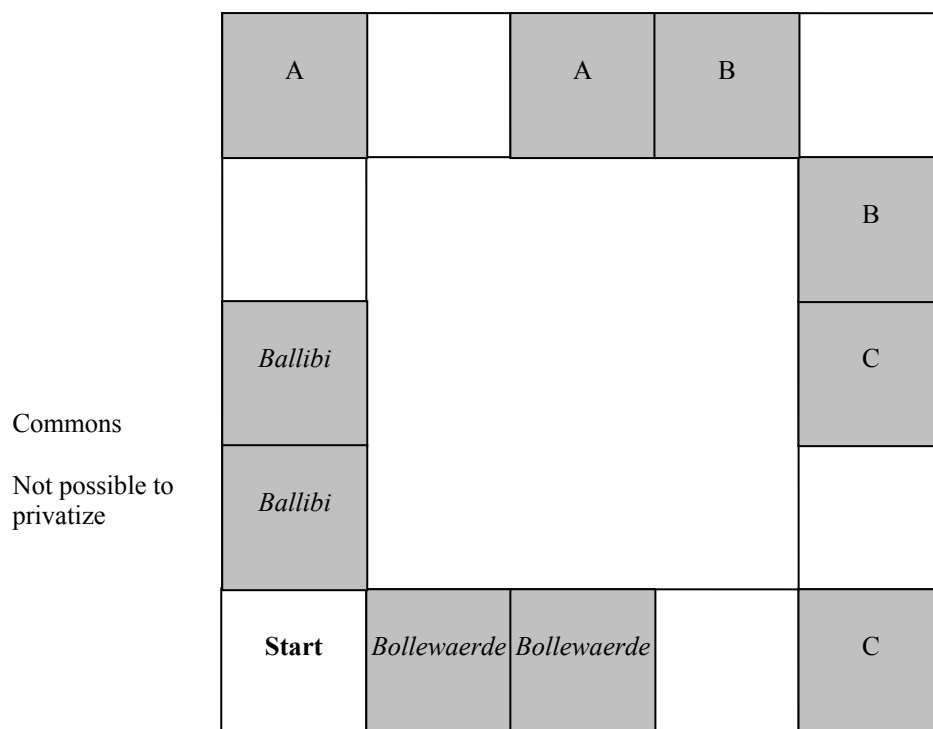 A A B
B
Ballibi C
Commons
Not possible to
privatize
Ballibi
Start Bollewaerde Bollewaerde C